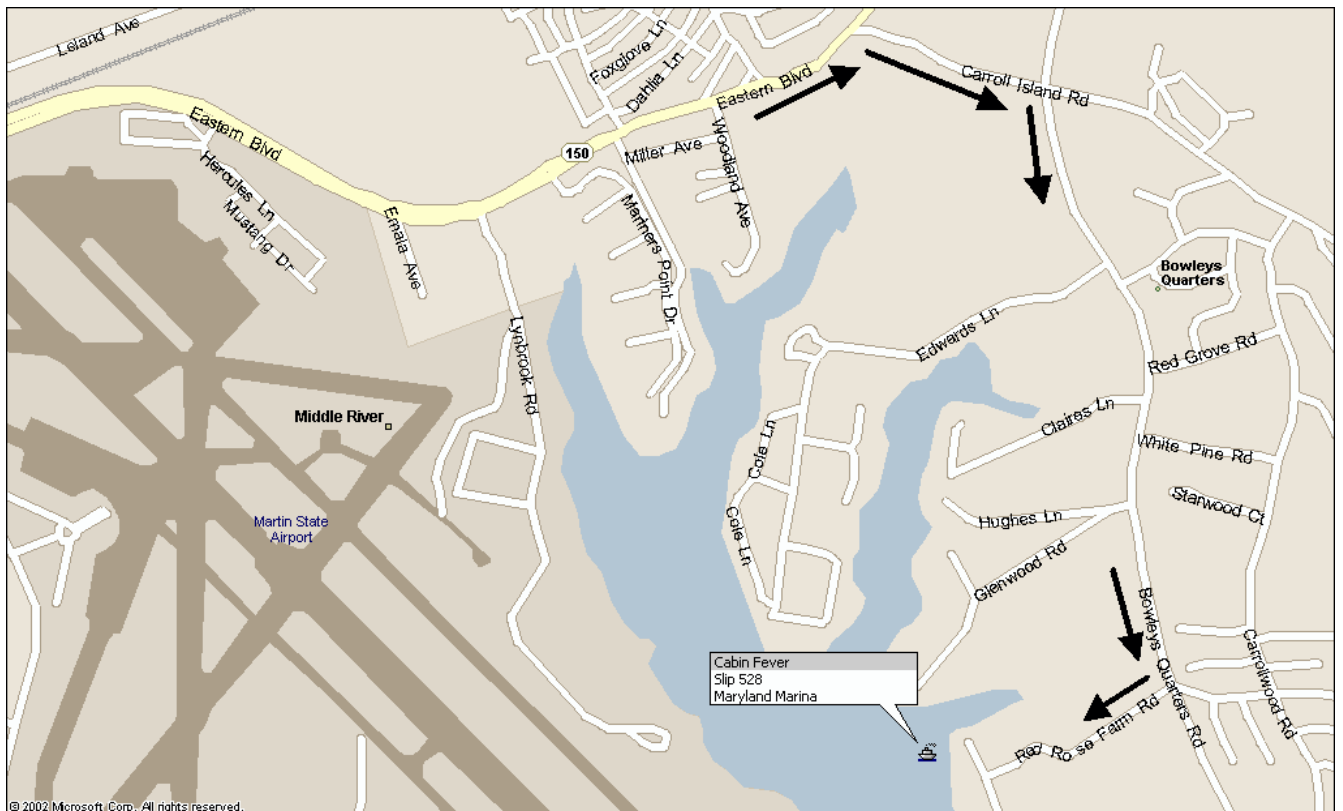 Leland Ave
Foxglove Ln
Dahlia Ln
Eastern Blvd
Carroll Island Rd
Eastern Blvd
150
Miller Ave
Woodland Ave
Hercules Ln
Mustang Dr
Emala Ave
Mariners Point Dr
Bowleys
Quarters
Lynbrook Rd
Edwards Ln
Red Grove Rd
Middle River
Claires Ln
Cole Ln
White Pine Rd
Starwood Ct
Martin State
Airport
Cole Ln
Hughes Ln
Glenwood Rd
Bowleys Quarters Rd
Carrollwood Rd
Cabin Fever
Slip 528
Maryland Marina
Red Rose Farm Rd
© 2002 Microsoft Corp. All rights reserved.